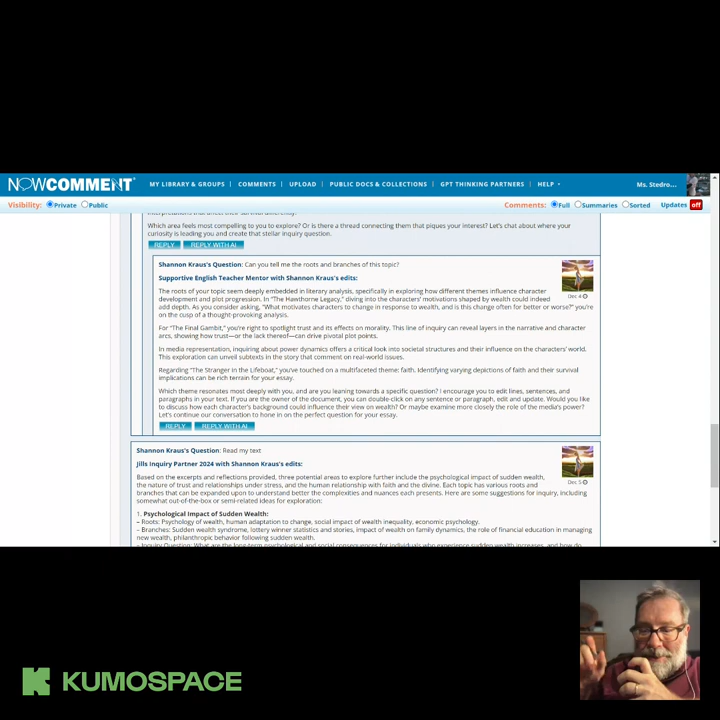 NOWCOMMENT
MY LIBRARY & GROUPS | COMMENTS | UPLOAD | PUBLIC DOCS & COLLECTIONS | GPT THINKING PARTNERS | HELP
Ms. Stedro...
Visibility: Private Public
Comments: Full Summaries Sorted Updates off
Which area feels most compelling to you to explore? Or is there a thread connecting them that piques your interest? Let's chat about where your
curiosity is leading you and create that stellar inquiry question.
REPLY REPLY WITH AI
Shannon Kraus's Question: Can you tell me the roots and branches of this topic?
Supportive English Teacher Mentor with Shannon Kraus's edits:
Dec 4
The roots of your topic seem deeply embedded in literary analysis, specifically in exploring how different themes influence character
development and plot progression. In "The Hawthorne Legacy," diving into the characters' motivations shaped by wealth could indeed
add depth. As you consider asking, "What motivates characters to change in response to wealth, and is this change often for better or worse?" you're
on the cusp of a thought-provoking analysis.
For "The Final Gambit," you're right to spotlight trust and its effects on morality. This line of inquiry can reveal layers in the narrative and character
arcs, showing how trust—or the lack thereof—can drive pivotal plot points.
In media representation, inquiring about power dynamics offers a critical look into societal structures and their influence on the characters' world.
This exploration can unveil subtexts in the story that comment on real-world issues.
Regarding "The Stranger in the Lifeboat," you've touched on a multifaceted theme: faith. Identifying varying depictions of faith and their survival
implications can be rich terrain for your essay.
Which theme resonates most deeply with you, and are you leaning towards a specific question? I encourage you to edit lines, sentences, and
paragraphs in your text. If you are the owner of the document, you can double-click on any sentence or paragraph, edit and update. Would you like
to discuss how each character's background could influence their view on wealth? Or maybe examine more closely the role of the media's power?
Let's continue our conversation to hone in on the perfect question for your essay.
REPLY REPLY WITH AI
Shannon Kraus's Question: Read my text
Jills Inquiry Partner 2024 with Shannon Kraus's edits:
Dec 5
Based on the excerpts and reflections provided, three potential areas to explore further include the psychological impact of sudden wealth,
the nature of trust and relationships under stress, and the human relationship with faith and the divine. Each topic has various roots and
branches that can be expanded upon to understand better the complexities and nuances each presents. Here are some suggestions for inquiry, including
somewhat out-of-the-box or semi-related ideas for exploration:
1. Psychological Impact of Sudden Wealth:
– Roots: Psychology of wealth, human adaptation to change, social impact of wealth inequality, economic psychology.
– Branches: Sudden wealth syndrome, lottery winner statistics and stories, impact of wealth on family dynamics, the role of financial education in managing
new wealth, philanthropic behavior following sudden wealth.
– Inquiry Question: What are the long-term psychological and social consequences for individuals who experience sudden wealth increases, and how do
KUMOSPACE